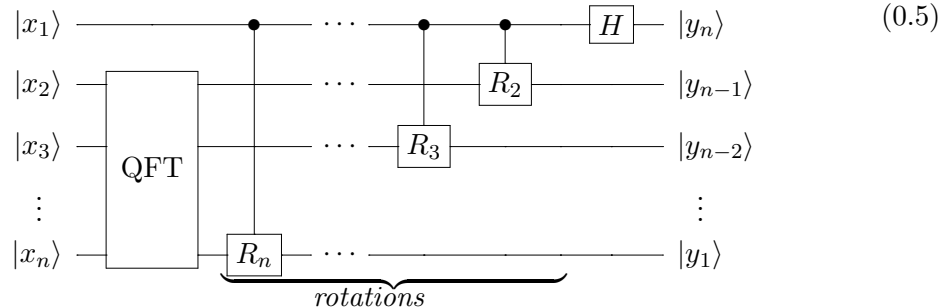 |x₁⟩ ··· H |yₙ⟩ (0.5)
|x₂⟩ ··· R₂ |yₙ₋₁⟩
|x₃⟩ ··· R₃ |yₙ₋₂⟩
QFT
⋮ ⋮
|xₙ⟩ Rₙ ··· |y₁⟩
rotations